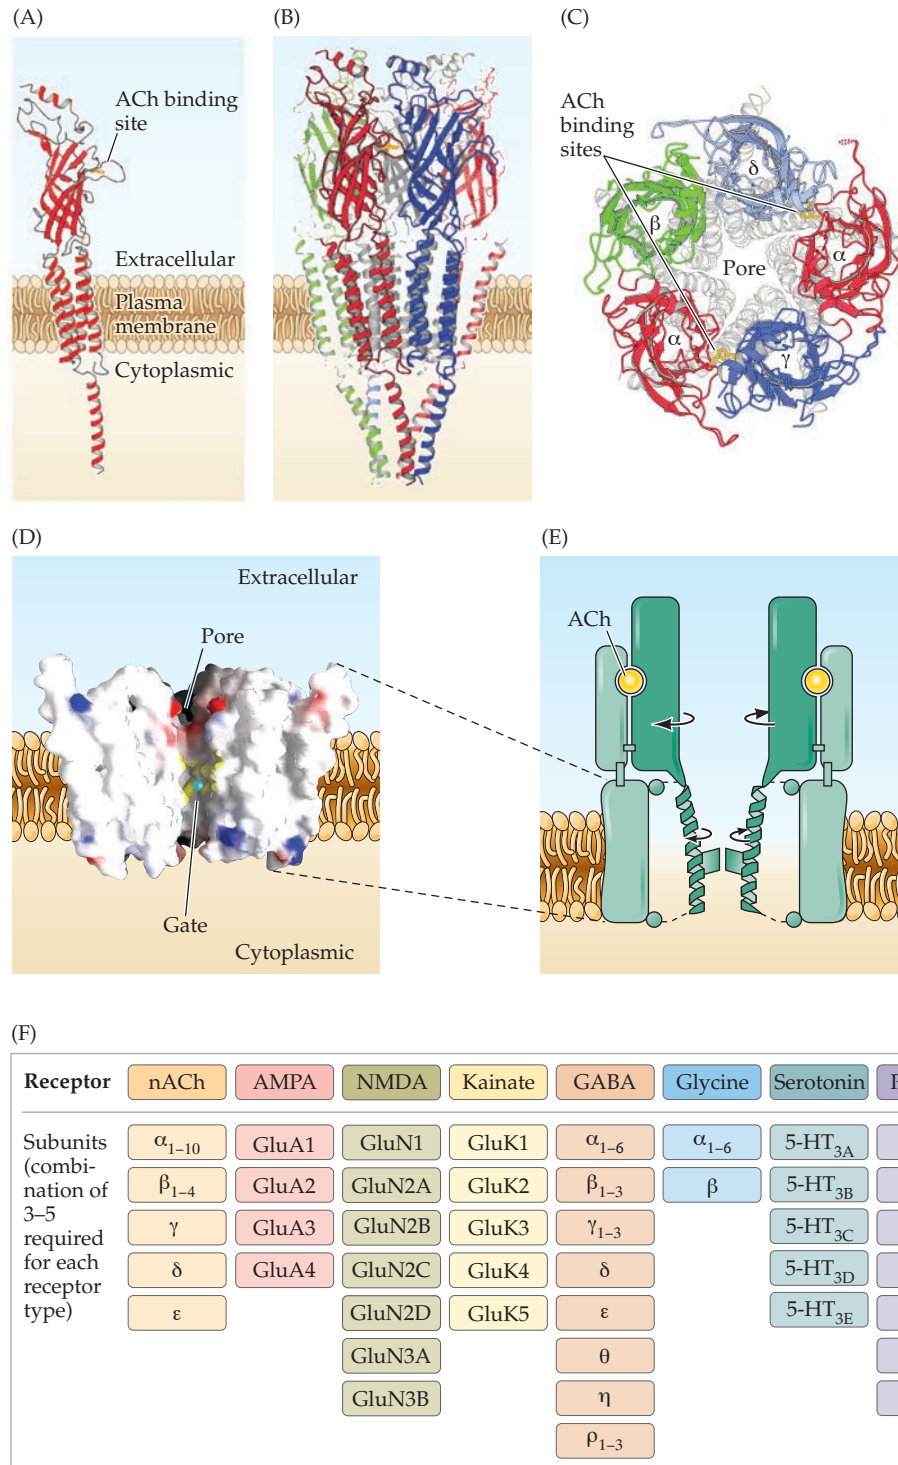 (A)
(B)
(C)
ACh binding
site
Extracellular
Plasma
membrane
Cytoplasmic
ACh
binding
sites
δ
β
α
Pore
α
γ
(D)
(E)
Extracellular
Pore
Gate
Cytoplasmic
ACh
(F)
Receptor nACh AMPA NMDA Kainate GABA Glycine Serotonin
Subunits
(combi-
nation of
3–5
required
for each
receptor
type)
α1–10 GluA1 GluN1 GluK1 α1–6 α1–6 5-HT3A
β1–4 GluA2 GluN2A GluK2 β1–3 β 5-HT3B
γ GluA3 GluN2B GluK3 γ1–3 5-HT3C
δ GluA4 GluN2C GluK4 δ 5-HT3D
ε GluN2D GluK5 ε 5-HT3E
GluN3A θ
GluN3B η
ρ1–3